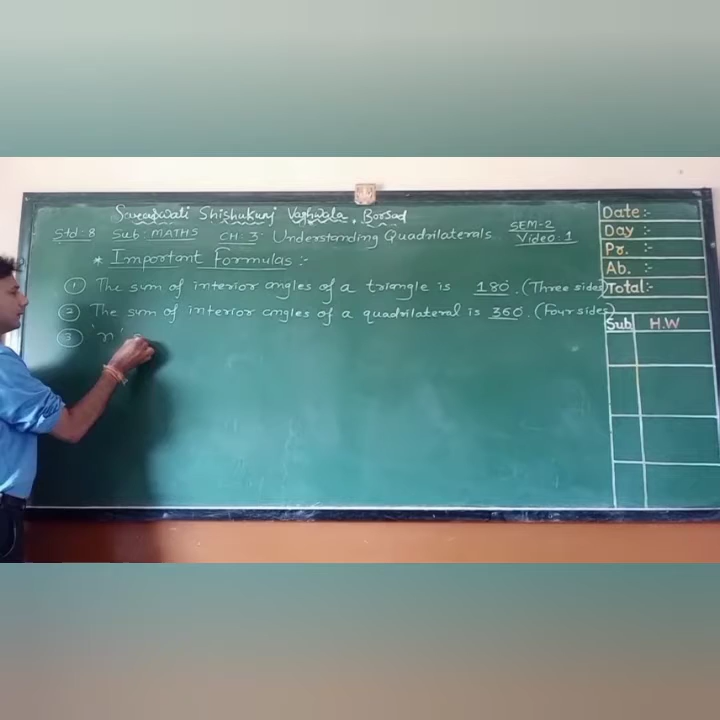 Saraswati Shishukunj Vaghwala, Borsad
Std:8 Sub: MATHS CH 3: Understanding Quadrilaterals SEM-2 Video:1
* Important Formulas :-
① The sum of interior angles of a triangle is 180. (Three sides)
② The sum of interior angles of a quadrilateral is 360. (Four sides)
③ 'n'
Date:-
Day :-
Pr. :-
Ab. :-
Total:-
Sub H.W